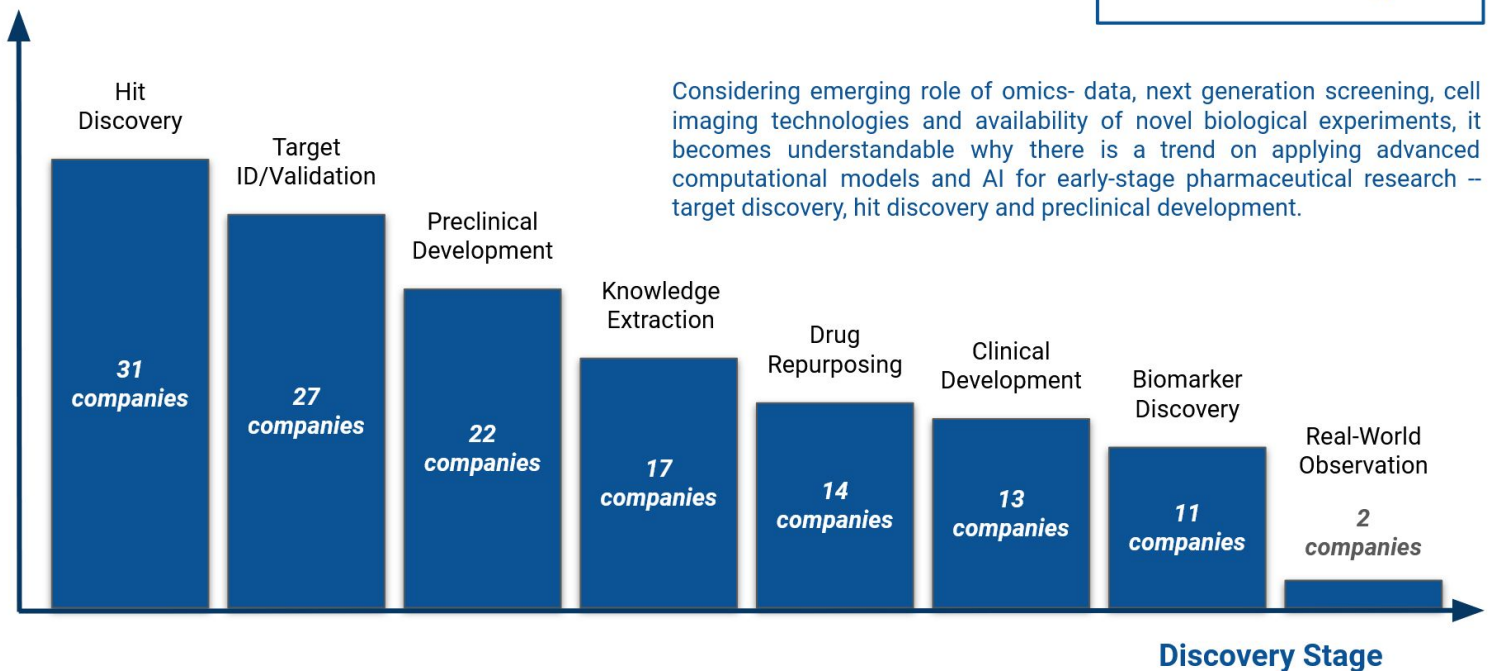 Considering emerging role of omics- data, next generation screening, cell
imaging technologies and availability of novel biological experiments, it
becomes understandable why there is a trend on applying advanced
computational models and AI for early-stage pharmaceutical research --
target discovery, hit discovery and preclinical development.
Hit
Discovery
31
companies
Target
ID/Validation
27
companies
Preclinical
Development
22
companies
Knowledge
Extraction
17
companies
Drug
Repurposing
14
companies
Clinical
Development
13
companies
Biomarker
Discovery
11
companies
Real-World
Observation
2
companies
Discovery Stage